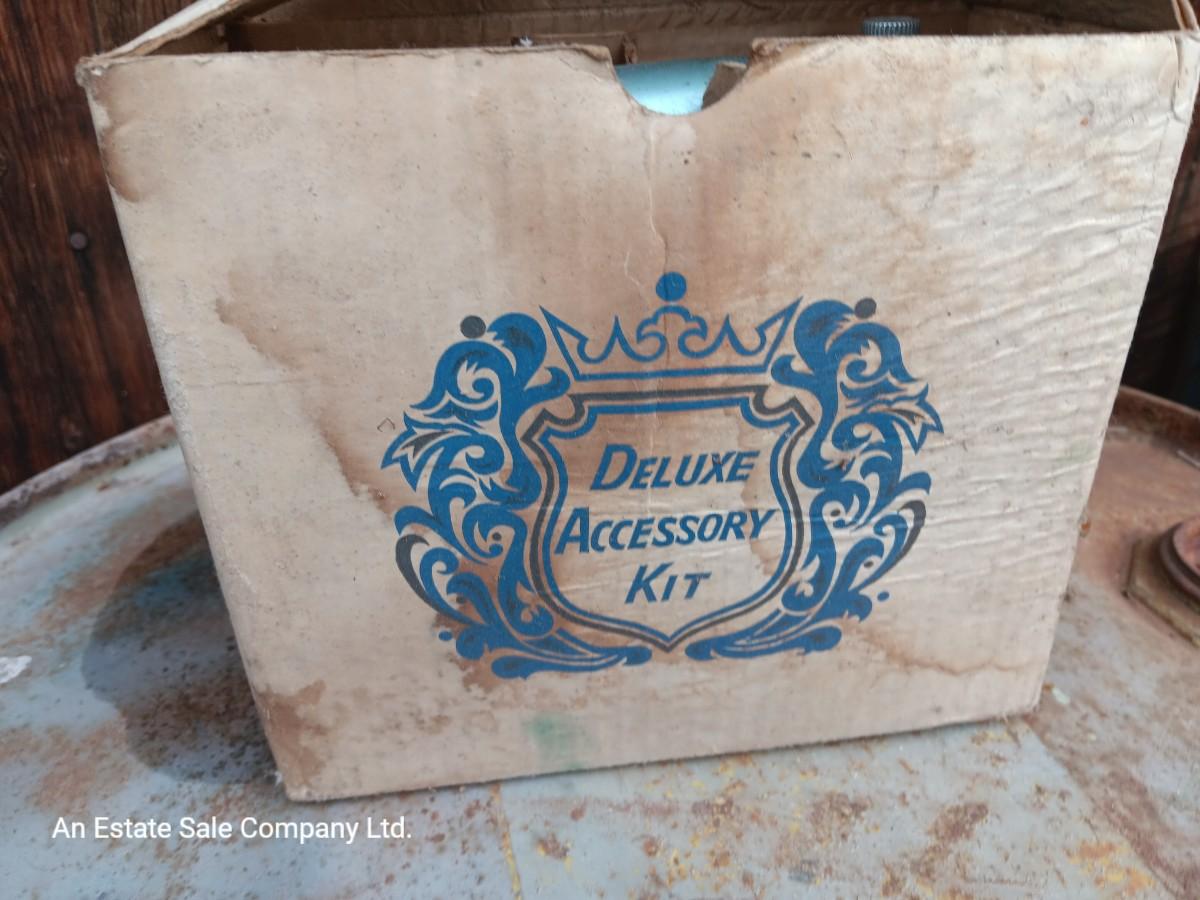 DELUXE
ACCESSORY
KIT
An Estate Sale Company Ltd.